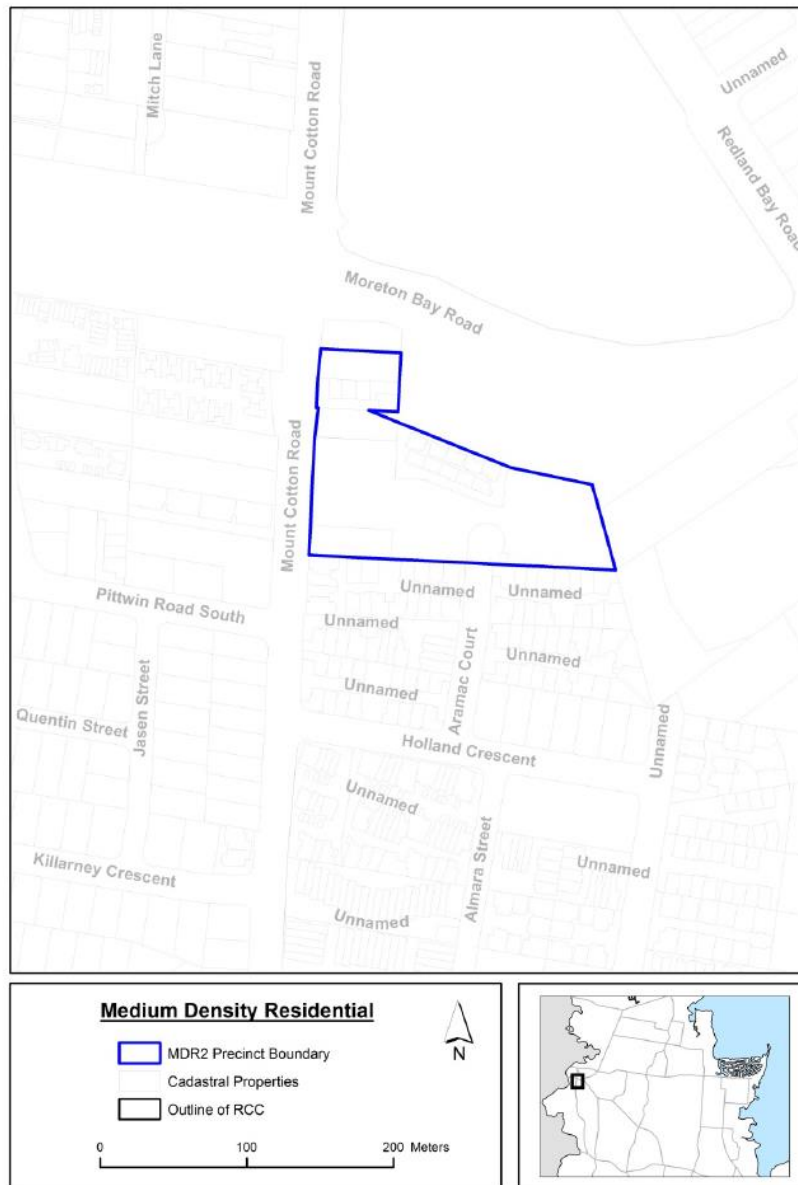 Mitch Lane
Mount Cotton Road
Unnamed
Redland Bay Road
Moreton Bay Road
Mount Cotton Road
Pittwin Road South
Unnamed
Unnamed
Unnamed
Aramac Court
Unnamed
Jasen Street
Unnamed
Quentin Street
Holland Crescent
Unnamed
Unnamed
Killarney Crescent
Almara Street
Unnamed
Unnamed
Medium Density Residential
MDR2 Precinct Boundary
Cadastral Properties
Outline of RCC
N
0 100 200 Meters